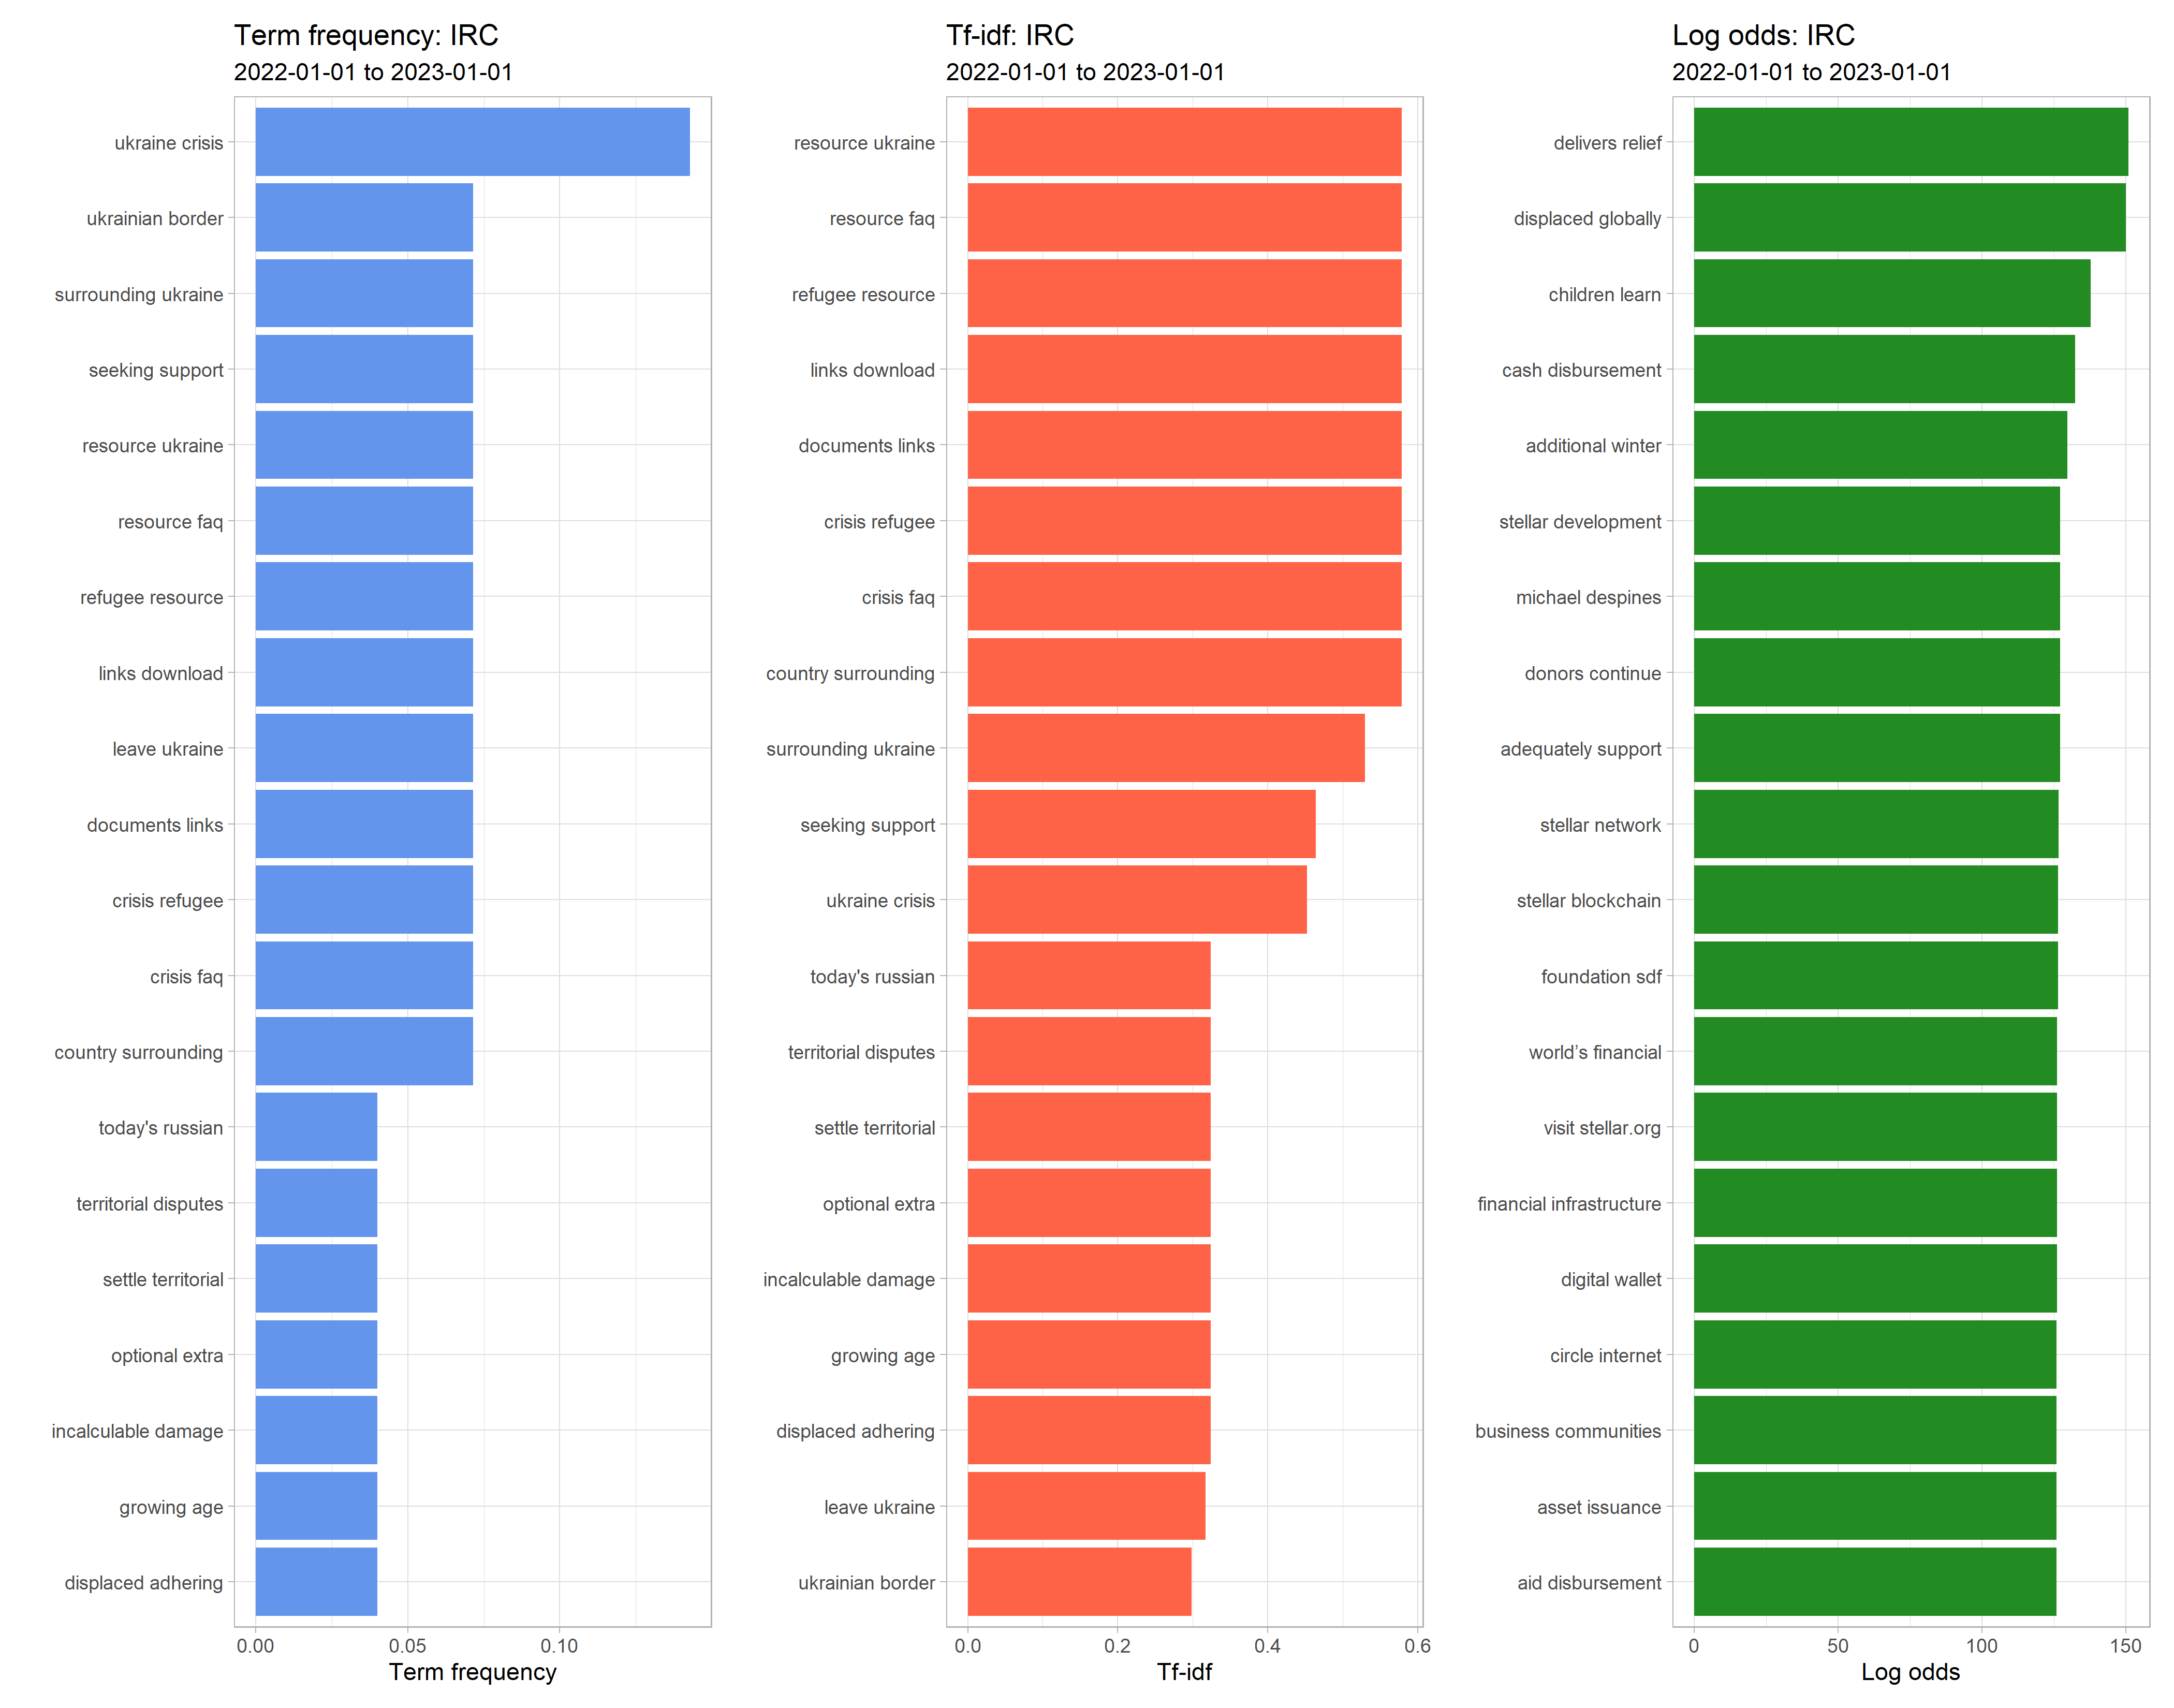 Term frequency: IRC
2022-01-01 to 2023-01-01
ukraine crisis
ukrainian border
surrounding ukraine
seeking support
resource ukraine
resource faq
refugee resource
links download
leave ukraine
documents links
crisis refugee
crisis faq
country surrounding
today's russian
territorial disputes
settle territorial
optional extra
incalculable damage
growing age
displaced adhering
0.00 0.05 0.10
Term frequency
Tf-idf: IRC
2022-01-01 to 2023-01-01
resource ukraine
resource faq
refugee resource
links download
documents links
crisis refugee
crisis faq
country surrounding
surrounding ukraine
seeking support
ukraine crisis
today's russian
territorial disputes
settle territorial
optional extra
incalculable damage
growing age
displaced adhering
leave ukraine
ukrainian border
0.0 0.2 0.4 0.6
Tf-idf
Log odds: IRC
2022-01-01 to 2023-01-01
delivers relief
displaced globally
children learn
cash disbursement
additional winter
stellar development
michael despines
donors continue
adequately support
stellar network
stellar blockchain
foundation sdf
world’s financial
visit stellar.org
financial infrastructure
digital wallet
circle internet
business communities
asset issuance
aid disbursement
0 50 100 150
Log odds